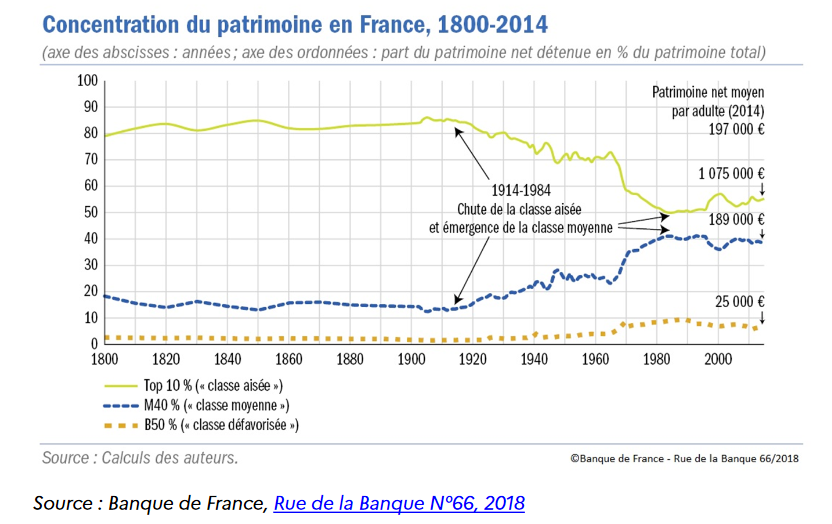 Concentration du patrimoine en France, 1800-2014
(axe des abscisses : années ; axe des ordonnées : part du patrimoine net détenue en % du patrimoine total)
100
90
80
70
60
50
40
30
20
10
0
Patrimoine net moyen
par adulte (2014)
197 000 €
1 075 000 €
1914-1984
Chute de la classe aisée
et émergence de la classe moyenne
189 000 €
25 000 €
1800 1820 1840 1860 1880 1900 1920 1940 1960 1980 2000
Top 10 % (« classe aisée »)
M40 % (« classe moyenne »)
B50 % (« classe défavorisée »)
Source : Calculs des auteurs.
©Banque de France - Rue de la Banque 66/2018
Source : Banque de France, Rue de la Banque N°66, 2018